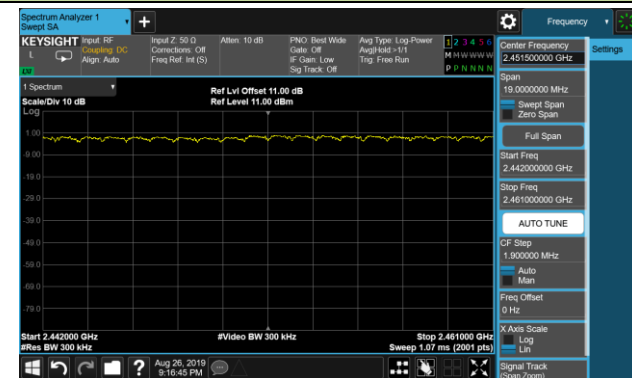 Spectrum Analyzer 1
Swept SA
+
Frequency
KEYSIGHT
L
LXI
Input: RF
Coupling: DC
Align: Auto
Input Z: 50 Ω
Corrections: Off
Freq Ref: Int (S)
Atten: 10 dB
PNO: Best Wide
Gate: Off
IF Gain: Low
Sig Track: Off
Avg Type: Log-Power
Avg|Hold:>1/1
Trig: Free Run
1 2 3 4 5 6
M W W W W W
P P N N N N
Center Frequency
2.451500000 GHz
Settings
Span
19.0000000 MHz
Swept Span
Zero Span
Full Span
Start Freq
2.442000000 GHz
Stop Freq
2.461000000 GHz
AUTO TUNE
CF Step
1.900000 MHz
Auto
Man
Freq Offset
0 Hz
X Axis Scale
Log
Lin
Signal Track
(Span Zoom)
1 Spectrum
Scale/Div 10 dB
Log
Ref Lvl Offset 11.00 dB
Ref Level 11.00 dBm
1.00
-9.00
-19.0
-29.0
-39.0
-49.0
-59.0
-69.0
-79.0
Start 2.442000 GHz
#Res BW 300 kHz
#Video BW 300 kHz
Stop 2.461000 GHz
Sweep 1.07 ms (2001 pts)
?
Aug 26, 2019
9:16:45 PM